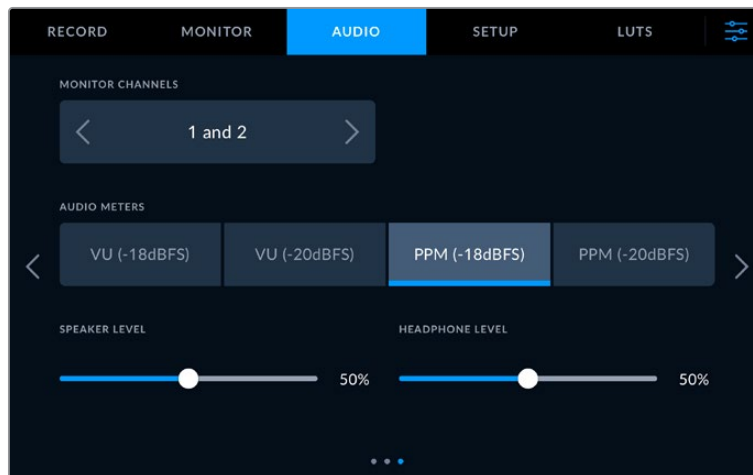 RECORD MONITOR AUDIO SETUP LUTS
MONITOR CHANNELS
1 and 2
AUDIO METERS
VU (-18dBFS) VU (-20dBFS) PPM (-18dBFS) PPM (-20dBFS)
SPEAKER LEVEL HEADPHONE LEVEL
50% 50%